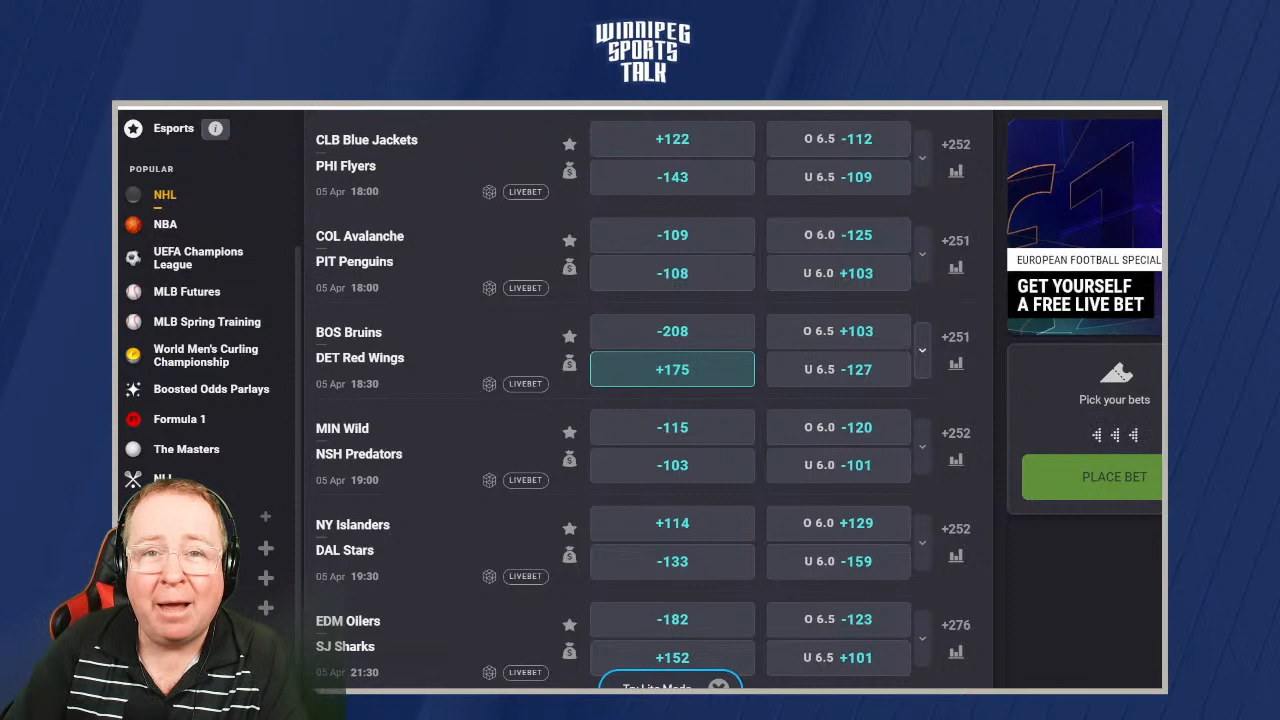 WINNIPEG
SPORTS
TALK
Esports i
POPULAR
NHL
NBA
UEFA Champions
League
MLB Futures
MLB Spring Training
World Men's Curling
Championship
Boosted Odds Parlays
Formula 1
The Masters
CLB Blue Jackets +122 O 6.5 -112 +252
PHI Flyers -143 U 6.5 -109
05 Apr 18:00 LIVEBET
COL Avalanche -109 O 6.0 -125 +251
PIT Penguins -108 U 6.0 +103
05 Apr 18:00 LIVEBET
BOS Bruins -208 O 6.5 +103 +251
DET Red Wings +175 U 6.5 -127
05 Apr 18:30 LIVEBET
MIN Wild -115 O 6.0 -120 +252
NSH Predators -103 U 6.0 -101
05 Apr 19:00 LIVEBET
NY Islanders +114 O 6.0 +129 +252
DAL Stars -133 U 6.0 -159
05 Apr 19:30 LIVEBET
EDM Oilers -182 O 6.5 -123 +276
SJ Sharks +152 U 6.5 +101
05 Apr 21:30 LIVEBET
Try Lite Mode
EUROPEAN FOOTBALL SPECIAL
GET YOURSELF
A FREE LIVE BET
Pick your bets
PLACE BET